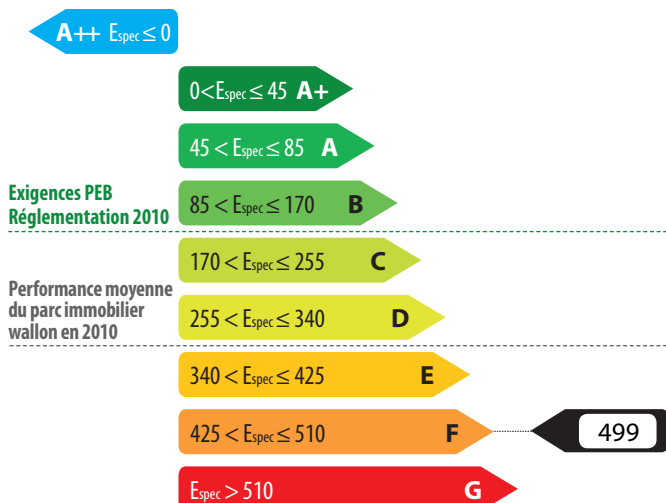 A++ Espec ≤ 0
0<Espec ≤ 45 A+
45 < Espec ≤ 85 A
Exigences PEB
Réglementation 2010
85 < Espec ≤ 170 B
170 < Espec ≤ 255 C
Performance moyenne
du parc immobilier
wallon en 2010
255 < Espec ≤ 340 D
340 < Espec ≤ 425 E
425 < Espec ≤ 510 F
499
Espec > 510 G